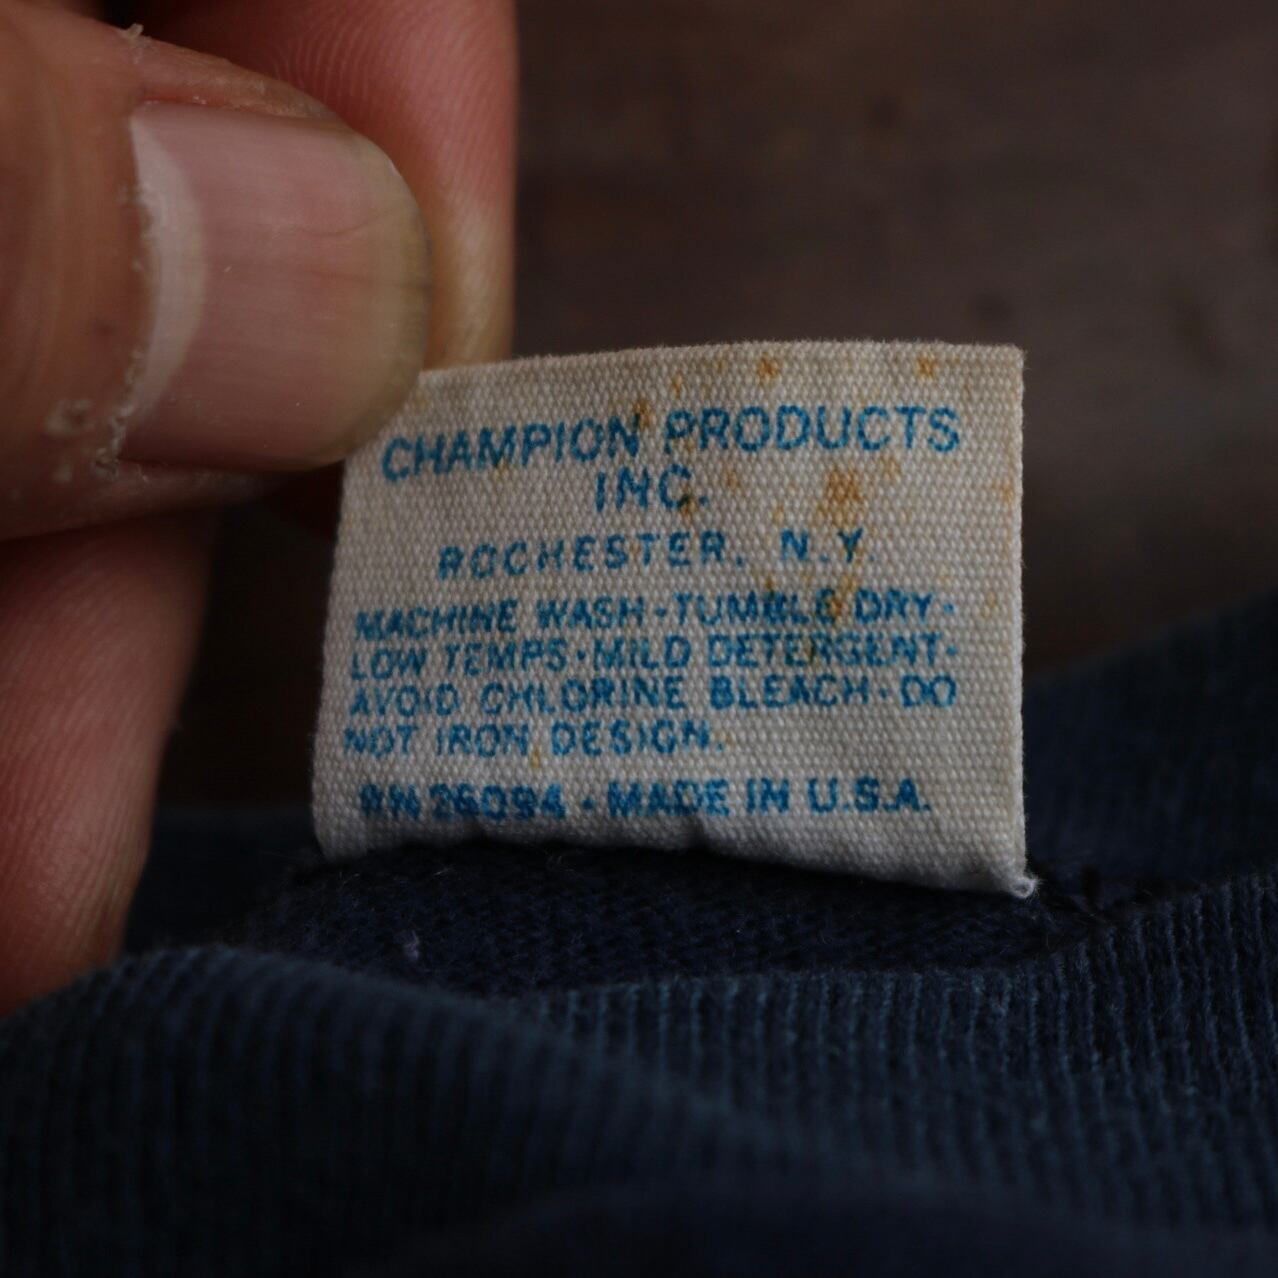 CHAMPION PRODUCTS
INC.
ROCHESTER, N.Y.
MACHINE WASH-TUMBLE DRY-
LOW TEMPS-MILD DETERGENT-
AVOID CHLORINE BLEACH-DO
NOT IRON DESIGN.
RN 26094 - MADE IN U.S.A.